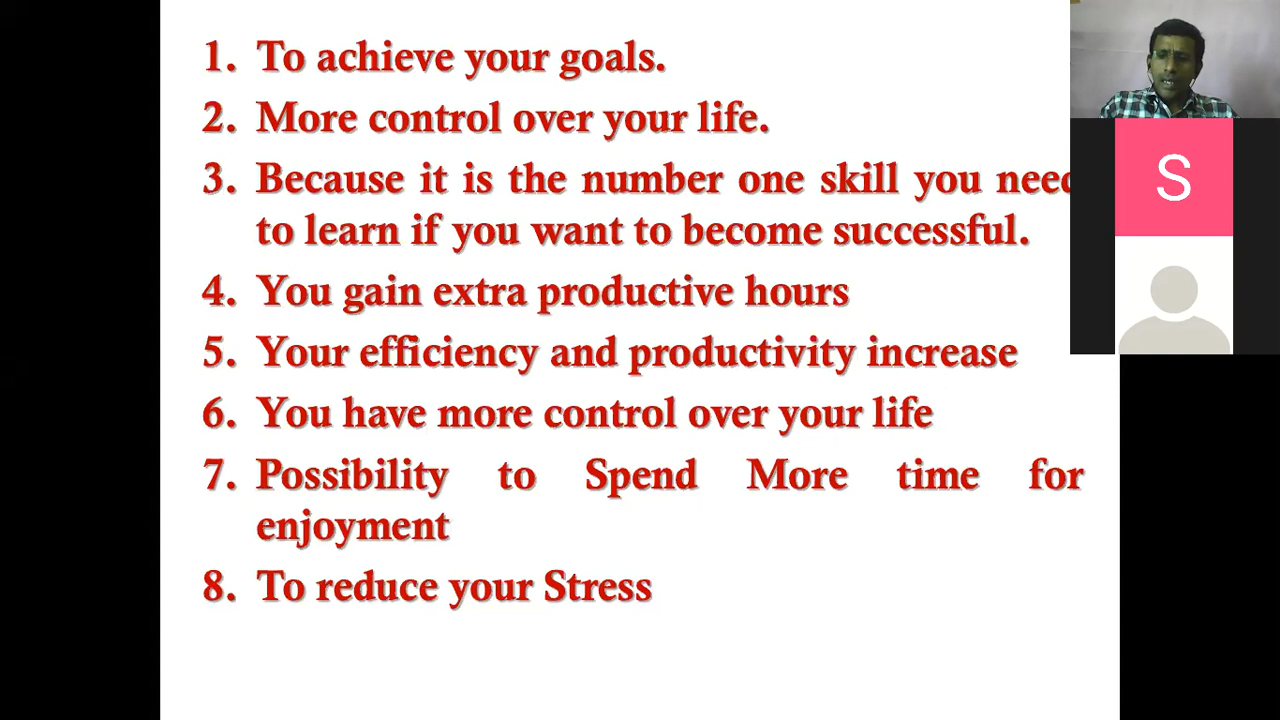 1. To achieve your goals.
2. More control over your life.
3. Because it is the number one skill you need
to learn if you want to become successful.
4. You gain extra productive hours
5. Your efficiency and productivity increase
6. You have more control over your life
7. Possibility to Spend More time for
enjoyment
8. To reduce your Stress
S